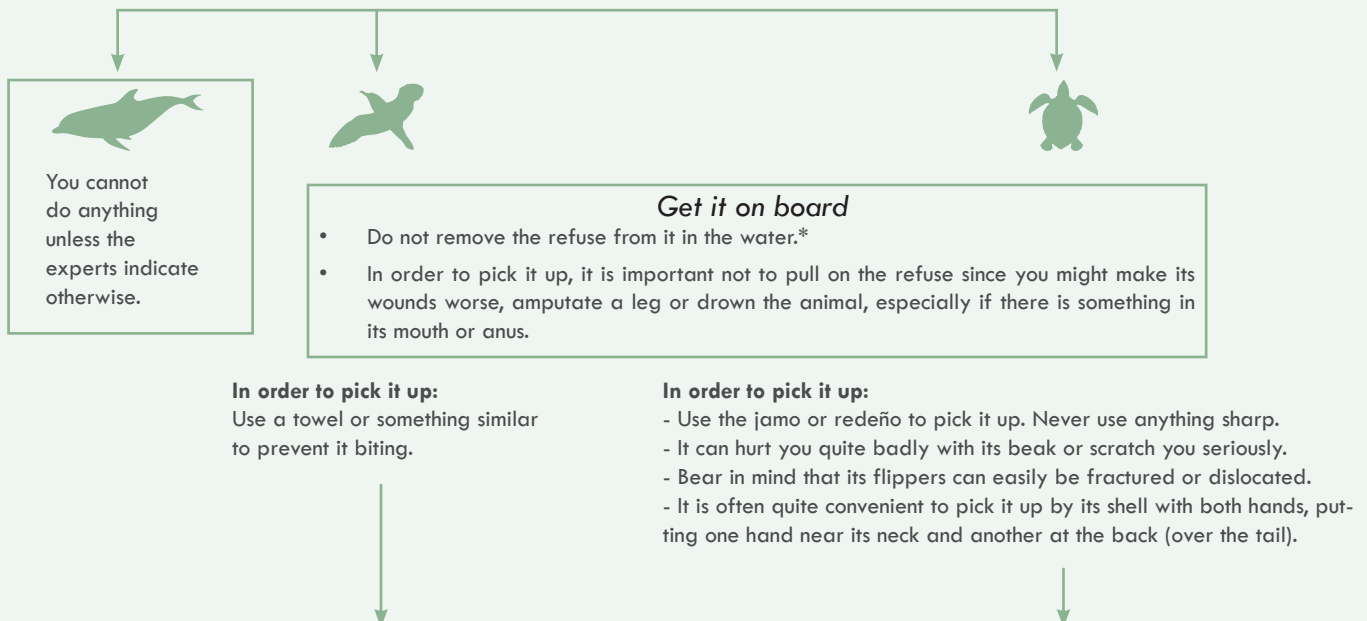 You cannot
do anything
unless the
experts indicate
otherwise.
Get it on board
• Do not remove the refuse from it in the water.*
• In order to pick it up, it is important not to pull on the refuse since you might make its
wounds worse, amputate a leg or drown the animal, especially if there is something in
its mouth or anus.
In order to pick it up:
Use a towel or something similar
to prevent it biting.
In order to pick it up:
- Use the jamo or redeño to pick it up. Never use anything sharp.
- It can hurt you quite badly with its beak or scratch you seriously.
- Bear in mind that its flippers can easily be fractured or dislocated.
- It is often quite convenient to pick it up by its shell with both hands, put-
ting one hand near its neck and another at the back (over the tail).